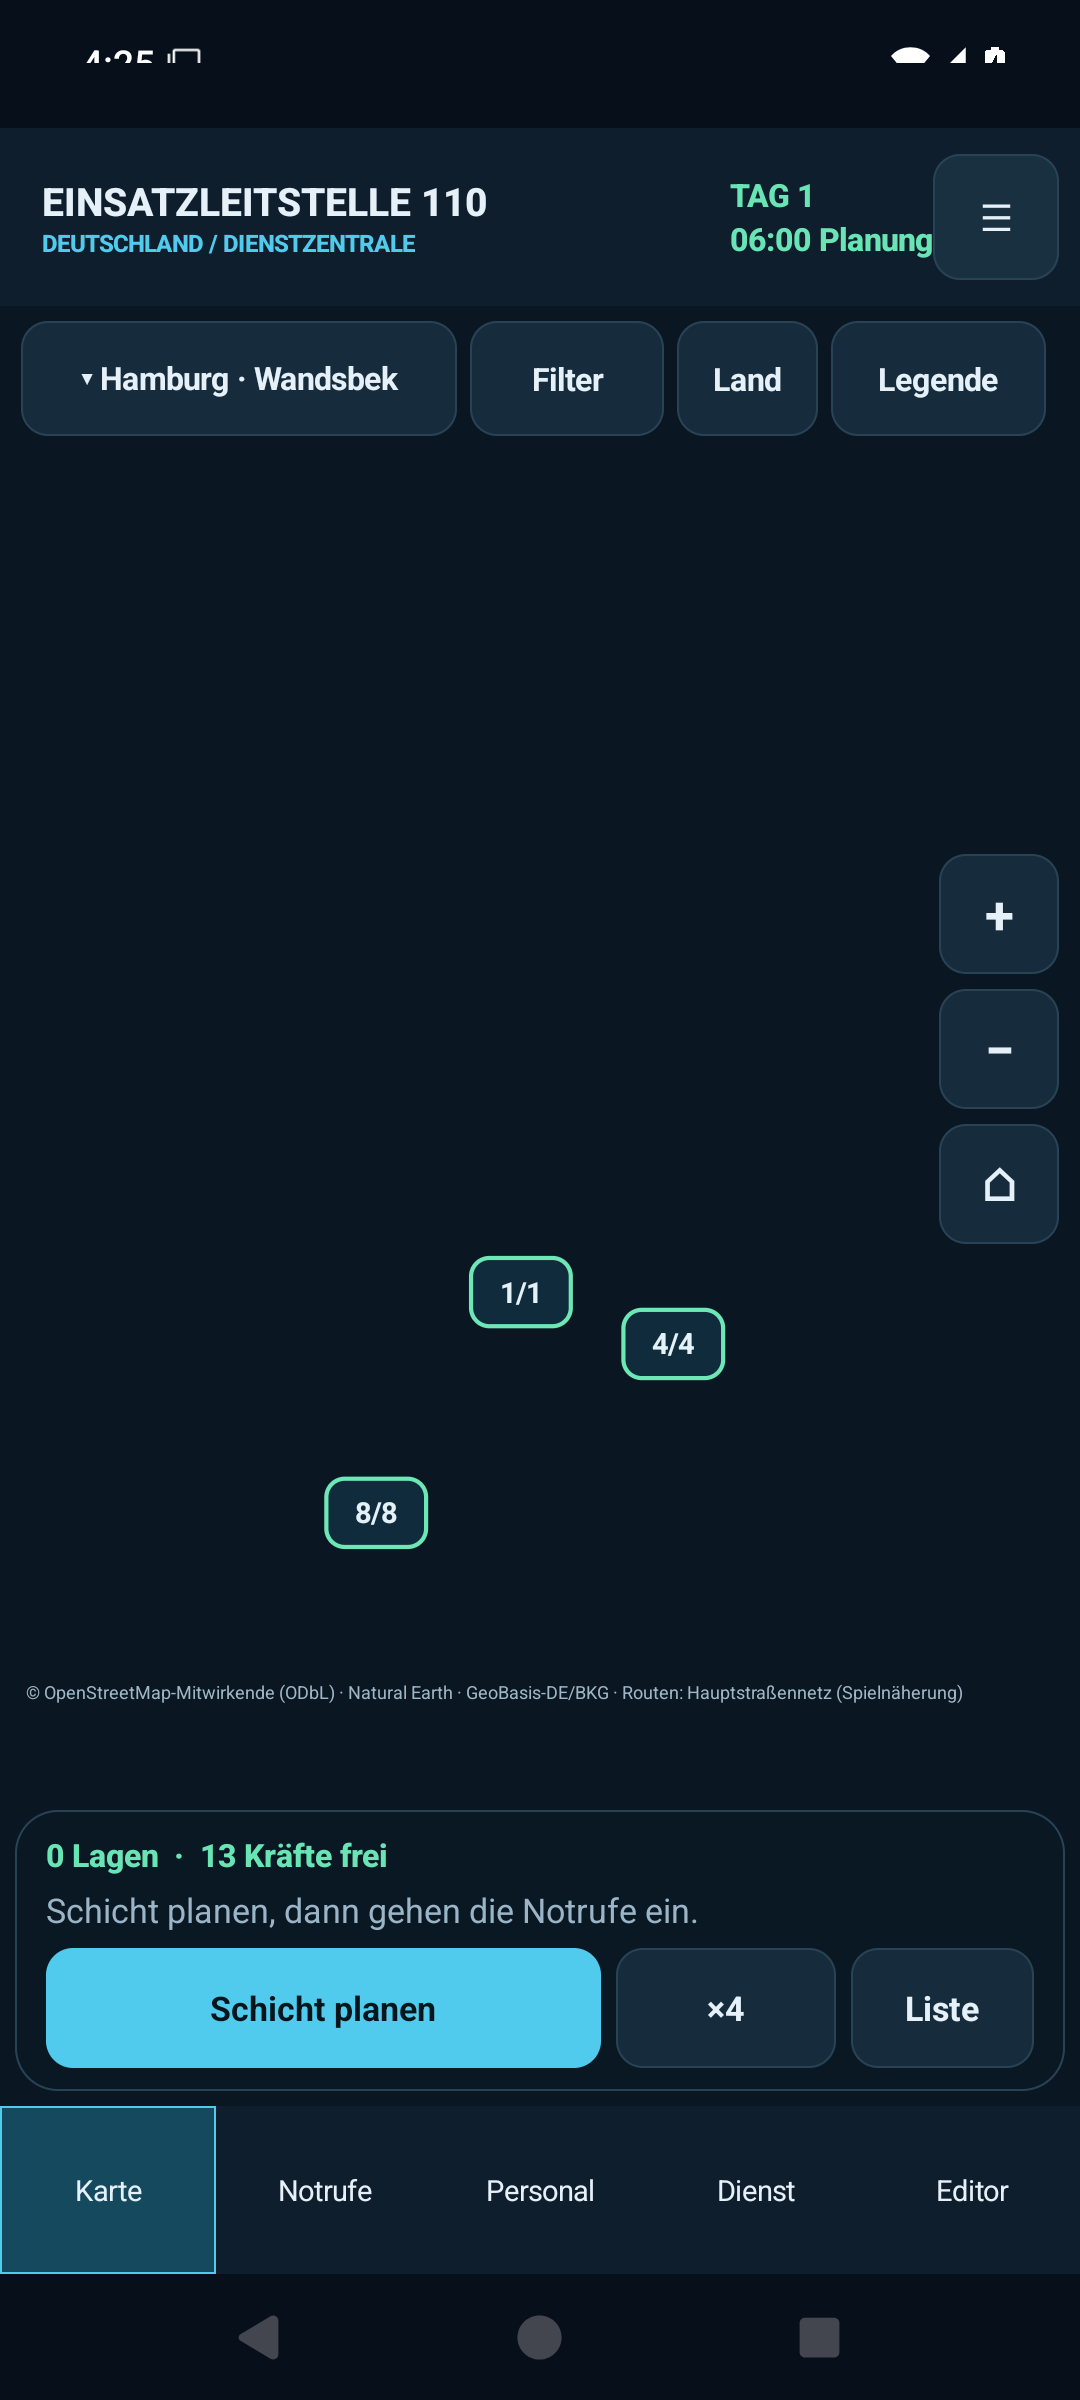 4:25
EINSATZLEITSTELLE 110
DEUTSCHLAND / DIENSTZENTRALE
TAG 1
06:00 Planung
▾ Hamburg · Wandsbek
Filter
Land
Legende
+
−
1/1
4/4
8/8
© OpenStreetMap-Mitwirkende (ODbL) · Natural Earth · GeoBasis-DE/BKG · Routen: Hauptstraßennetz (Spielnäherung)
0 Lagen · 13 Kräfte frei
Schicht planen, dann gehen die Notrufe ein.
Schicht planen
×4
Liste
Karte
Notrufe
Personal
Dienst
Editor